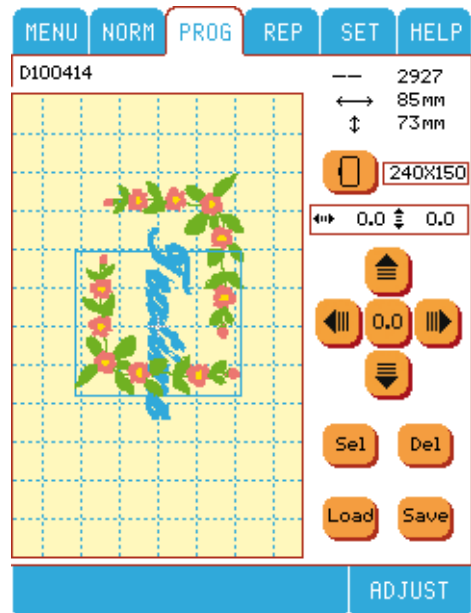 MENU NORM PROG REP SET HELP
D100414
2927
85mm
73mm
240X150
0.0 0.0
0.0
Sel Del
Load Save
ADJUST